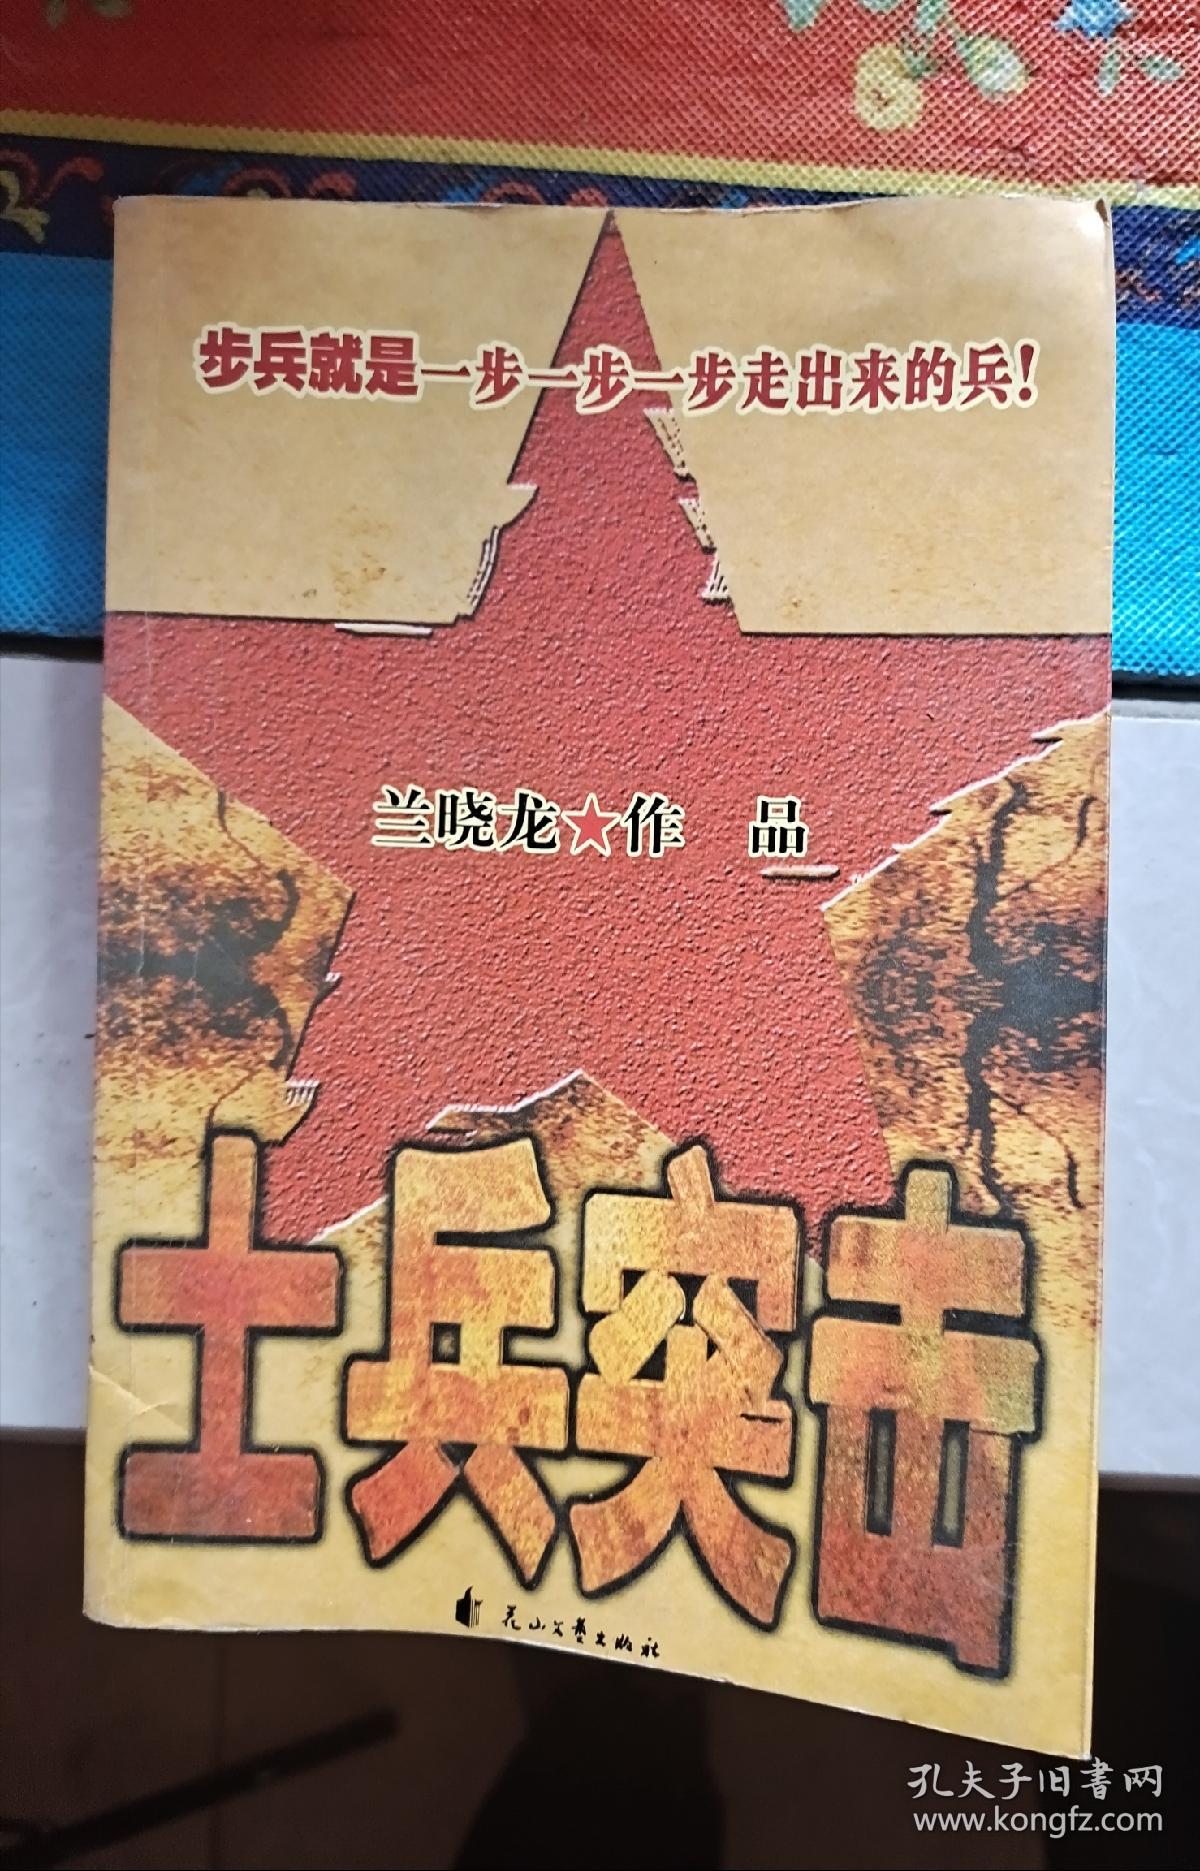 步兵就是一步一步一步走出来的兵!
兰晓龙★作 品
士兵突击
花山文艺出版社
孔夫子旧书网
www.kongfz.com